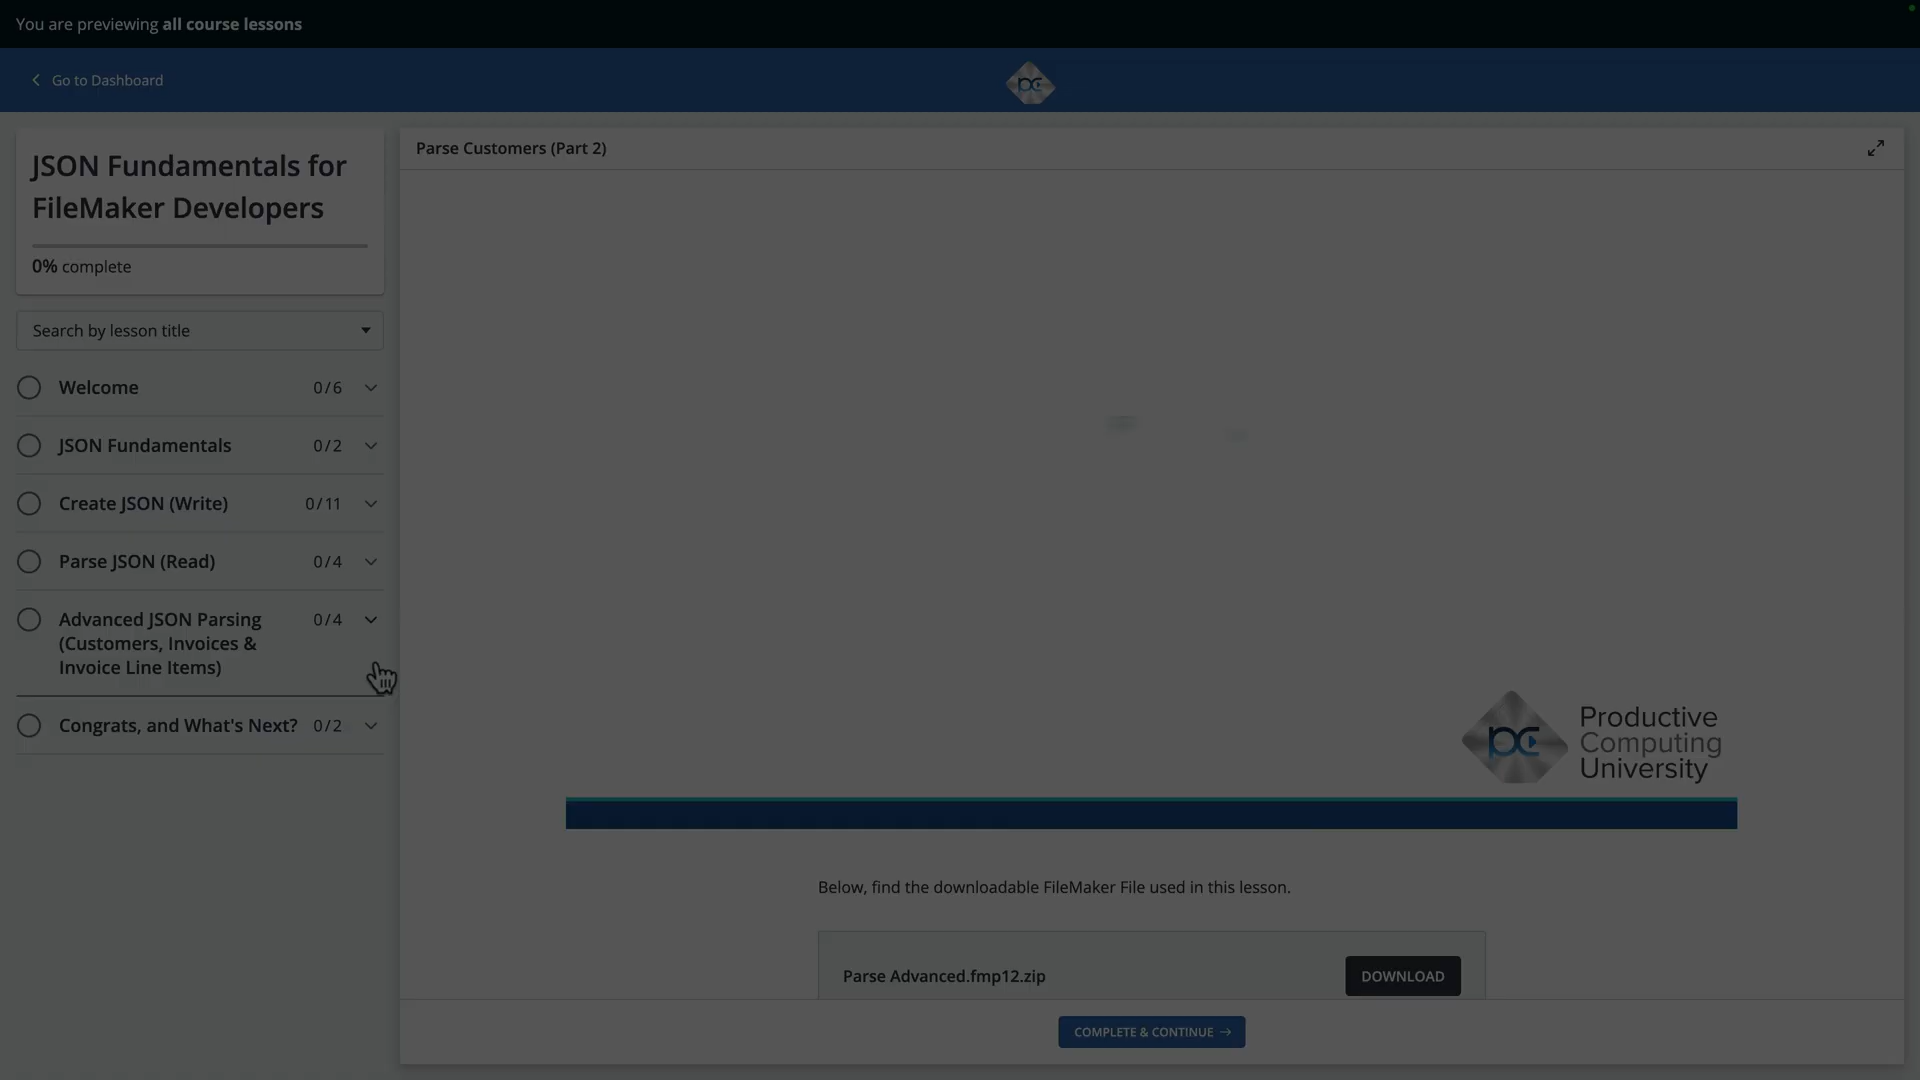 You are previewing all course lessons
Go to Dashboard
pc
JSON Fundamentals for
FileMaker Developers
0% complete
Search by lesson title
Welcome 0/6
JSON Fundamentals 0/2
Create JSON (Write) 0/11
Parse JSON (Read) 0/4
Advanced JSON Parsing 0/4
(Customers, Invoices &
Invoice Line Items)
Congrats, and What's Next? 0/2
Parse Customers (Part 2)
pc
Productive
Computing
University
Below, find the downloadable FileMaker File used in this lesson.
Parse Advanced.fmp12.zip
DOWNLOAD
COMPLETE & CONTINUE →